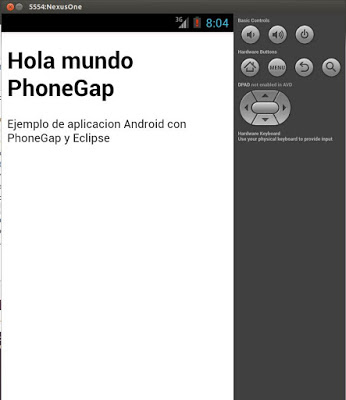 5554:NexusOne
3G 8:04
Hola mundo
PhoneGap
Ejemplo de aplicacion Android con
PhoneGap y Eclipse
Basic Controls
Hardware Buttons
MENU
DPAD not enabled in AVD
Hardware Keyboard
Use your physical keyboard to provide input